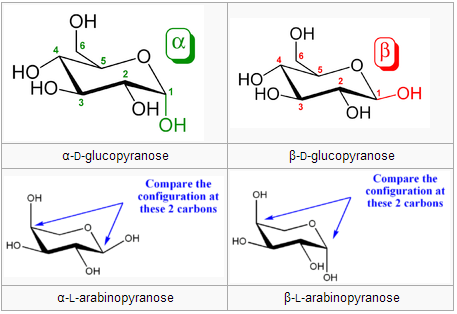 HO
6
4
5
O
α
HO
HO
2
1
3
HO
OH
α-D-glucopyranose
HO
6
4
5
O
β
HO
HO
2
1
OH
3
OH
β-D-glucopyranose
Compare the
configuration at
these 2 carbons
OH
O
HO
OH
OH
α-L-arabinopyranose
Compare the
configuration at
these 2 carbons
OH
O
HO
OH
OH
β-L-arabinopyranose